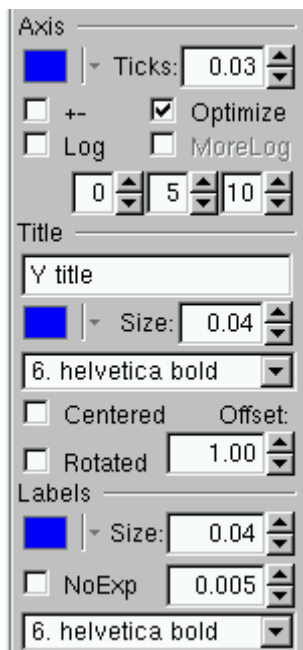 Axis
Ticks: 0.03
+- Optimize
Log MoreLog
0 5 10
Title
Y title
Size: 0.04
6. helvetica bold
Centered Offset:
Rotated 1.00
Labels
Size: 0.04
NoExp 0.005
6. helvetica bold